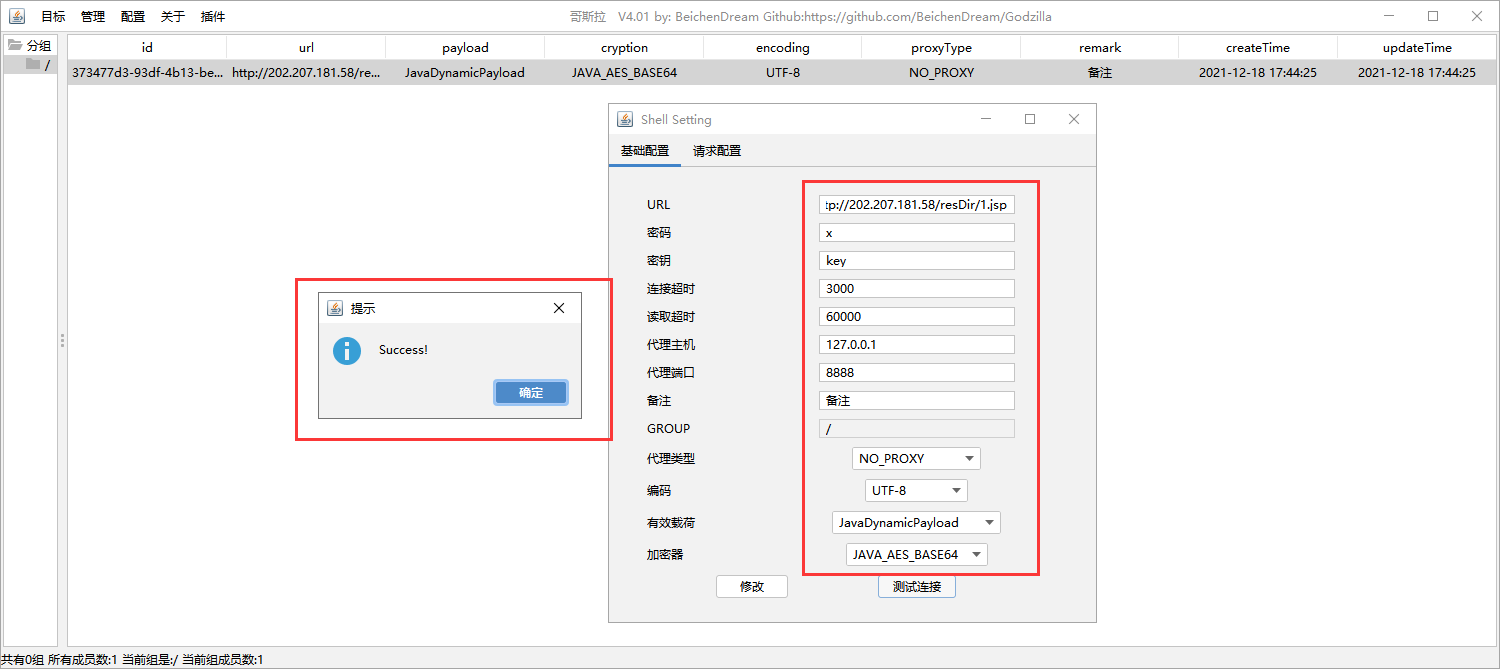 目标 管理 配置 关于 插件 哥斯拉 V4.01 by: BeichenDream Github:https://github.com/BeichenDream/Godzilla
分组 id url payload cryption encoding proxyType remark createTime updateTime
/ 373477d3-93df-4b13-be... http://202.207.181.58/re... JavaDynamicPayload JAVA_AES_BASE64 UTF-8 NO_PROXY 备注 2021-12-18 17:44:25 2021-12-18 17:44:25
Shell Setting
基础配置 请求配置
URL tp://202.207.181.58/resDir/1.jsp
密码 x
密钥 key
连接超时 3000
读取超时 60000
代理主机 127.0.0.1
代理端口 8888
备注 备注
GROUP /
代理类型 NO_PROXY
编码 UTF-8
有效载荷 JavaDynamicPayload
加密器 JAVA_AES_BASE64
修改 测试连接
提示
Success!
确定
共有0组 所有成员数:1 当前组是:/ 当前组成员数:1